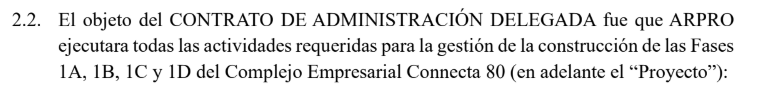 2.2. El objeto del CONTRATO DE ADMINISTRACIÓN DELEGADA fue que ARPRO
ejecutara todas las actividades requeridas para la gestión de la construcción de las Fases
1A, 1B, 1C y 1D del Complejo Empresarial Connecta 80 (en adelante el “Proyecto”):